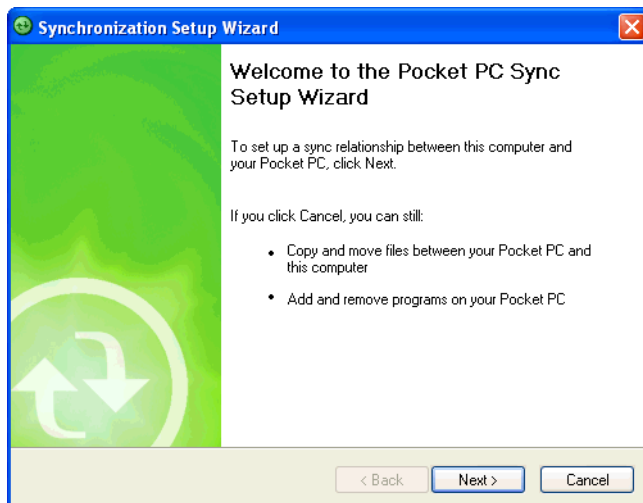 Synchronization Setup Wizard
Welcome to the Pocket PC Sync
Setup Wizard
To set up a sync relationship between this computer and
your Pocket PC, click Next.
If you click Cancel, you can still:
• Copy and move files between your Pocket PC and
this computer
• Add and remove programs on your Pocket PC
< Back Next > Cancel